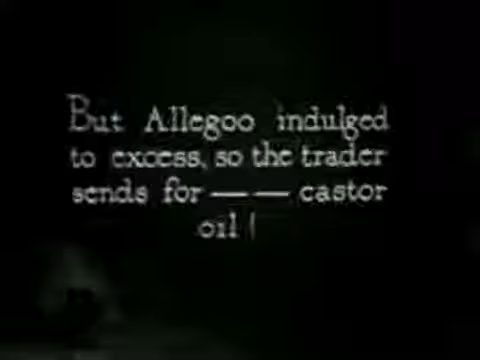 But Allegoo indulged
to excess, so the trader
sends for — — castor
oil!